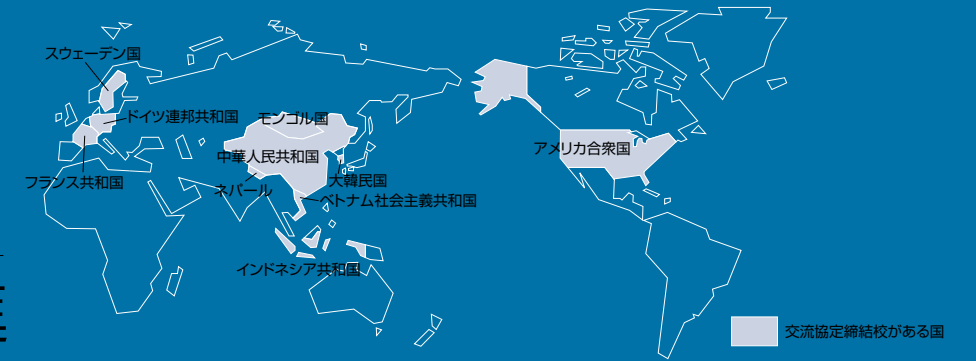 スウェーデン国
ドイツ連邦共和国
モンゴル国
アメリカ合衆国
中華人民共和国
フランス共和国
大韓民国
ネパール
ベトナム社会主義共和国
インドネシア共和国
交流協定締結校がある国